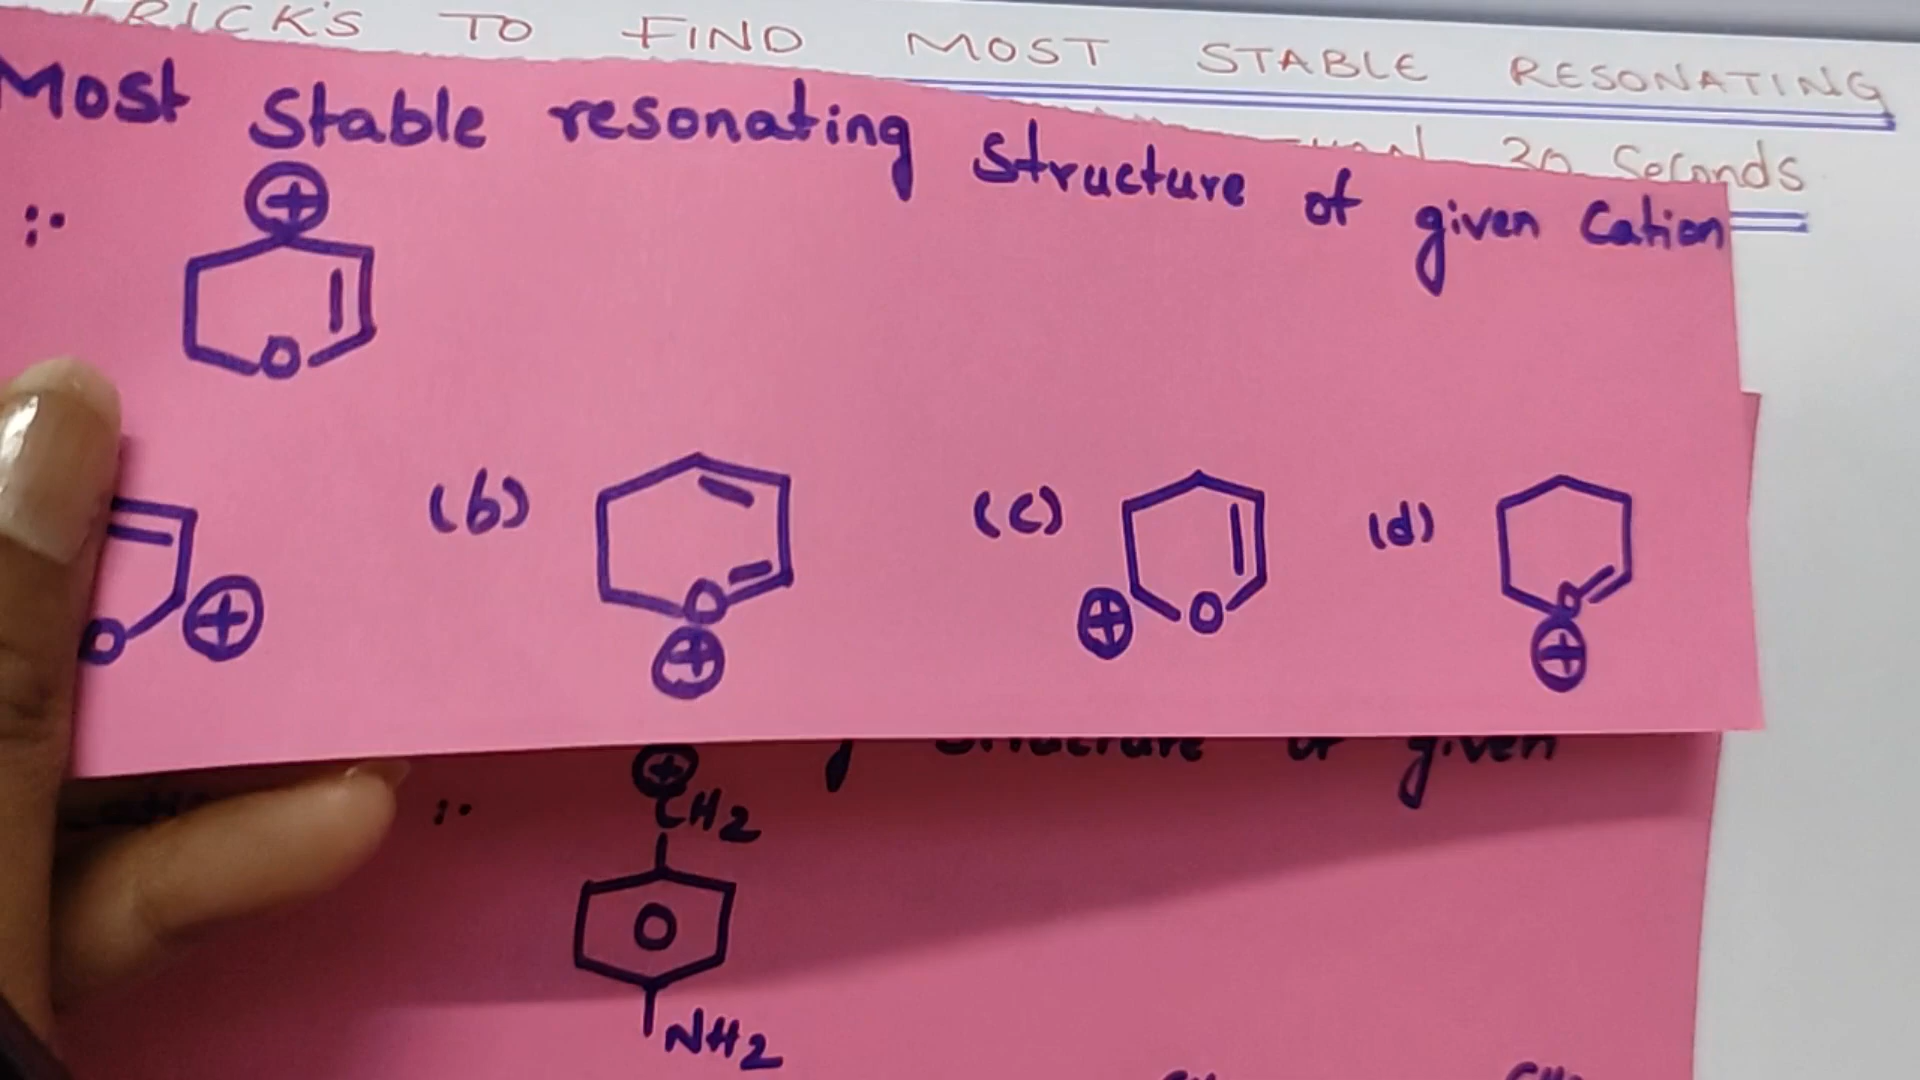 TRICK'S TO FIND MOST STABLE RESONATING
30 Seconds
Most Stable resonating Structure of given Cation
:- ⊕
O
(b) (c) (d)
⊕ O O ⊕ ⊕ O O ⊕
Structure of given
:- ⊕
CH2
O
NH2